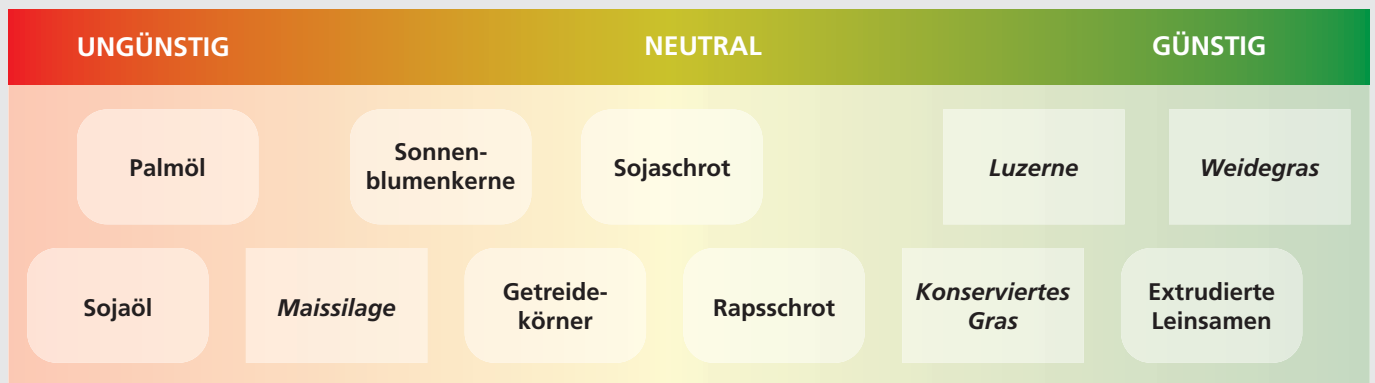 UNGÜNSTIG NEUTRAL GÜNSTIG
Palmöl
Sonnen-
blumenkerne
Sojaschrot
Luzerne
Weidegras
Sojaöl
Maissilage
Getreide-
körner
Rapsschrot
Konserviertes
Gras
Extrudierte
Leinsamen